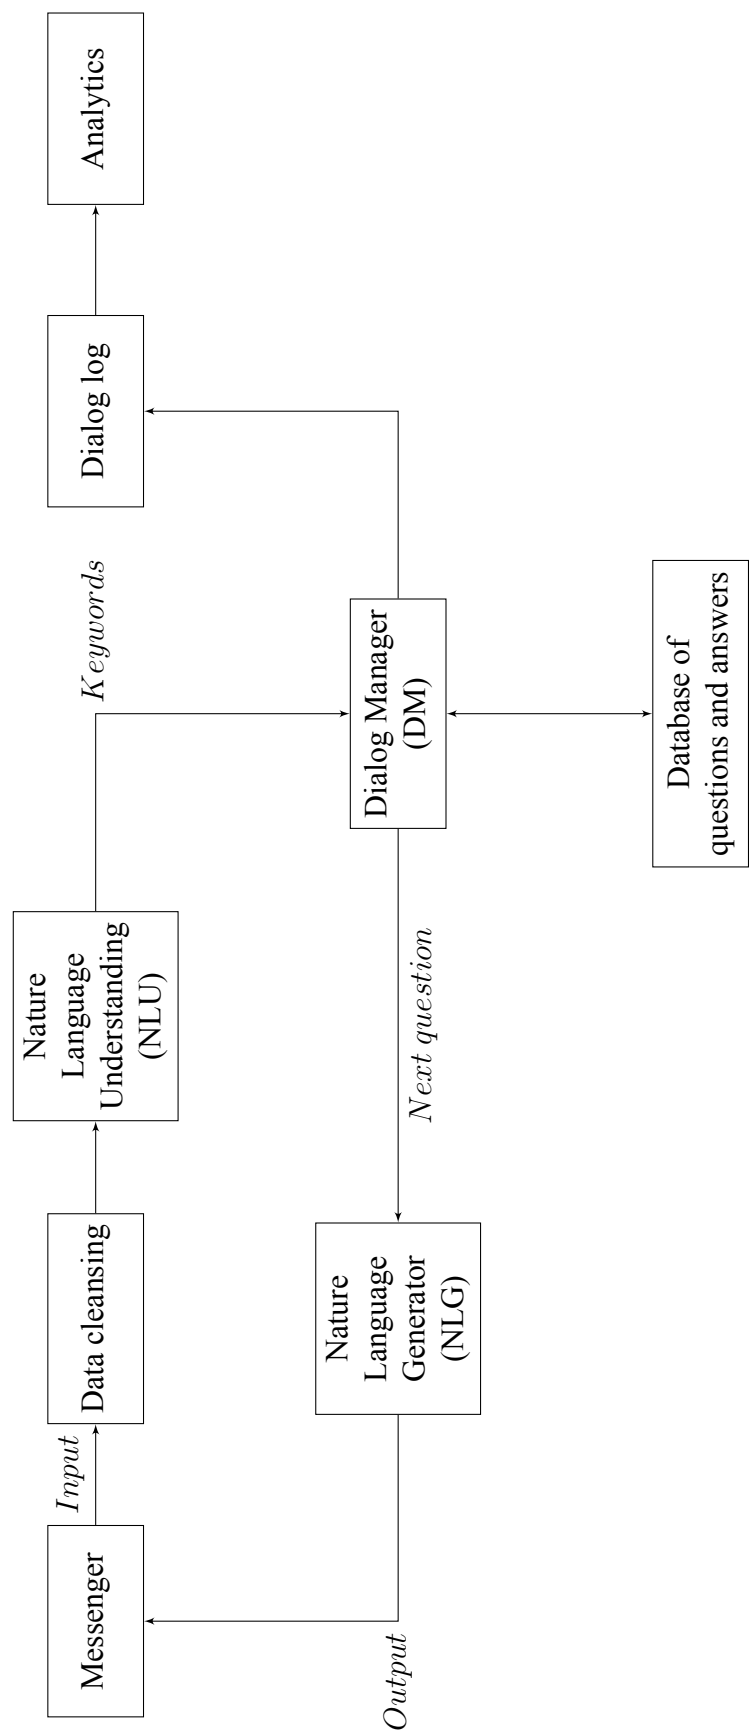 Messenger
Input
Data cleansing
Nature
Language
Understanding
(NLU)
Keywords
Dialog log
Analytics
Output
Nature
Language
Generator
(NLG)
Next question
Dialog Manager
(DM)
Database of
questions and answers